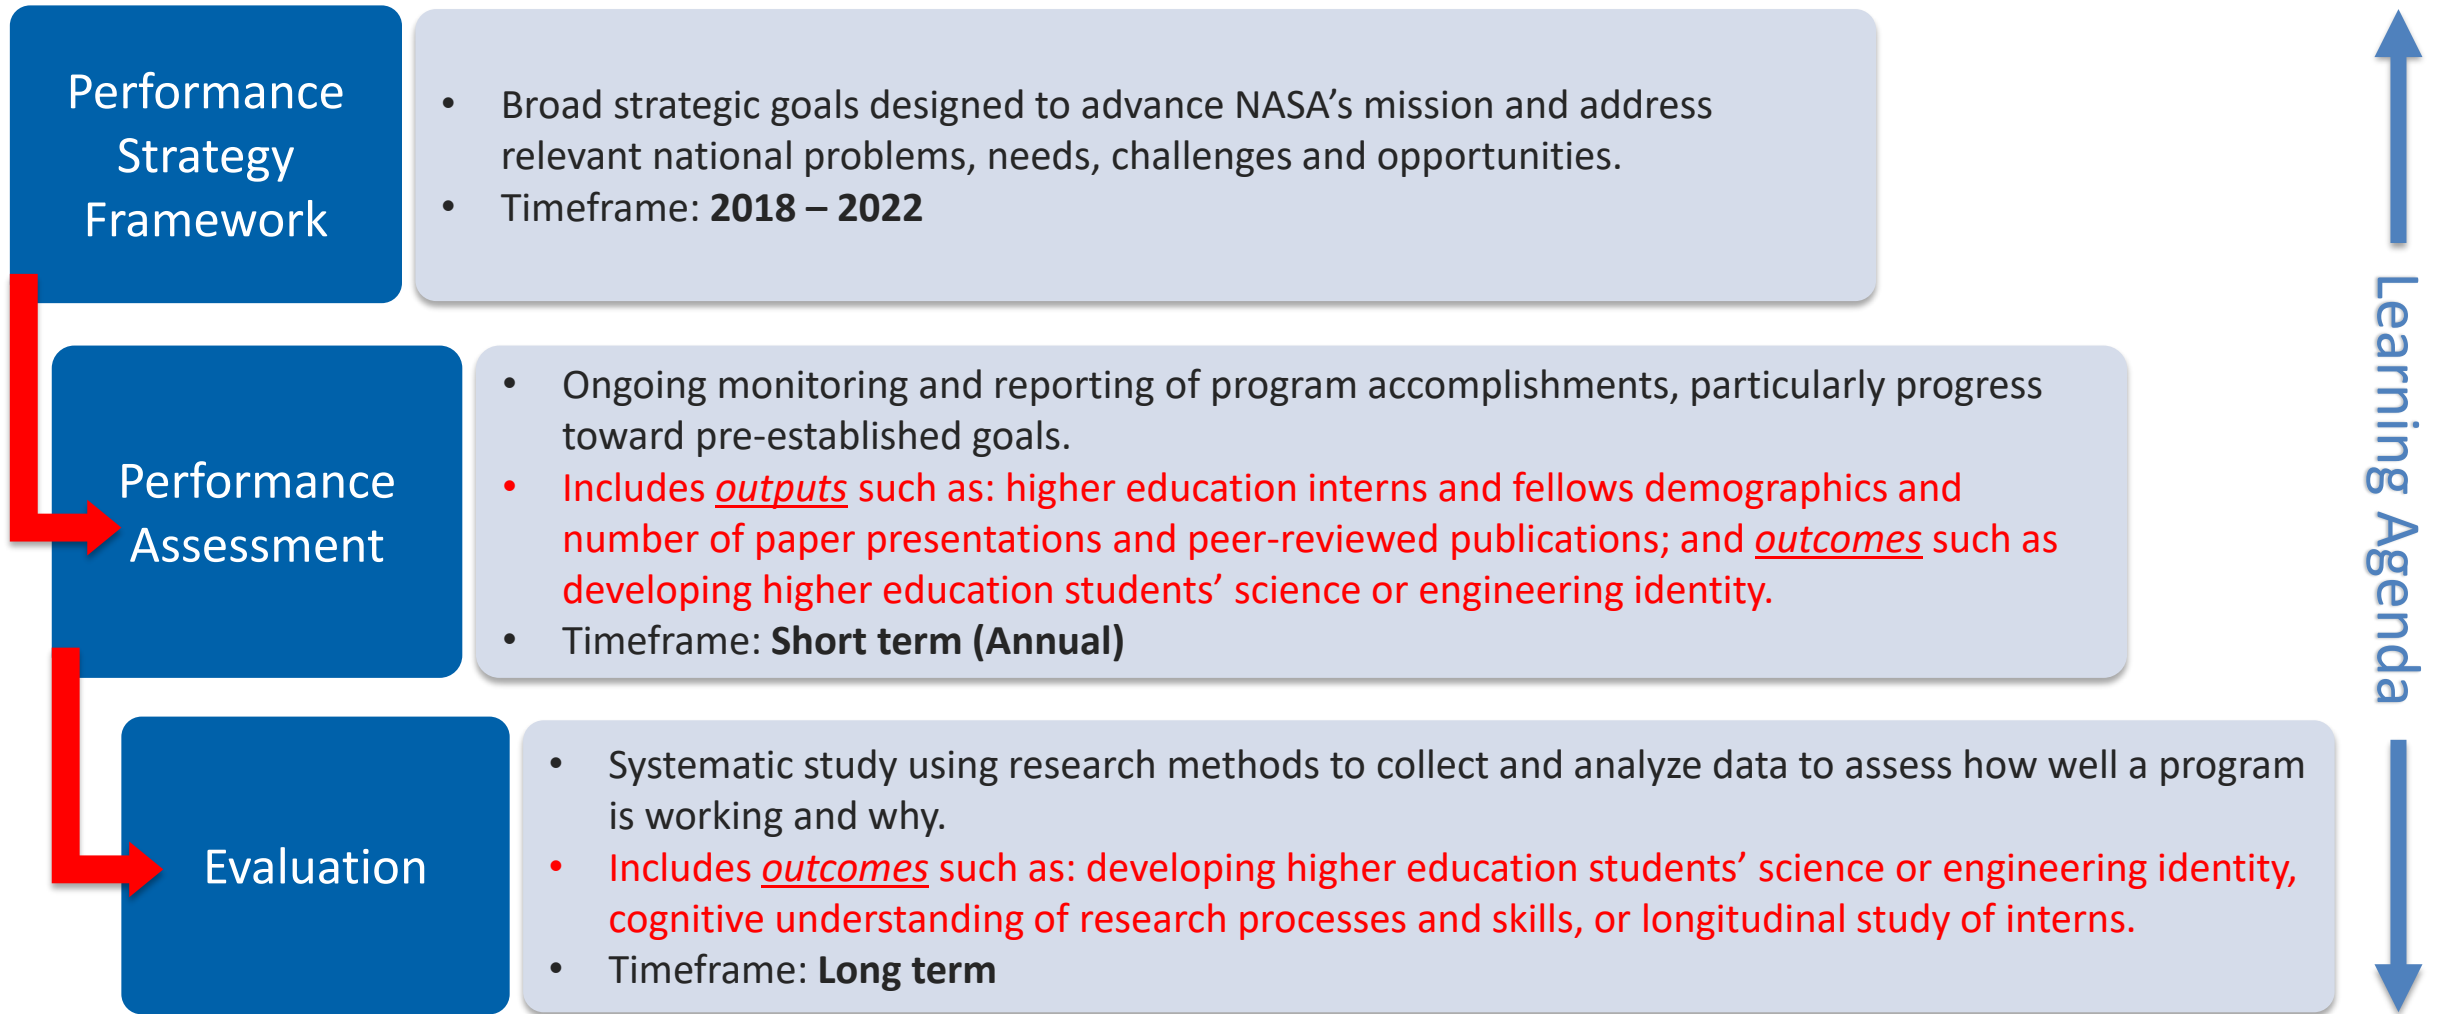 Performance
Strategy
Framework
• Broad strategic goals designed to advance NASA’s mission and address
relevant national problems, needs, challenges and opportunities.
• Timeframe: 2018 – 2022
Performance
Assessment
• Ongoing monitoring and reporting of program accomplishments, particularly progress
toward pre-established goals.
• Includes outputs such as: higher education interns and fellows demographics and
number of paper presentations and peer-reviewed publications; and outcomes such as
developing higher education students’ science or engineering identity.
• Timeframe: Short term (Annual)
Evaluation
• Systematic study using research methods to collect and analyze data to assess how well a program
is working and why.
• Includes outcomes such as: developing higher education students’ science or engineering identity,
cognitive understanding of research processes and skills, or longitudinal study of interns.
• Timeframe: Long term
Learning Agenda